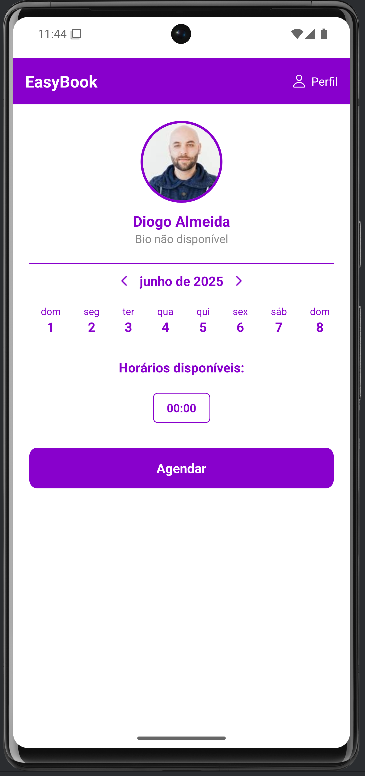 11:44
EasyBook Perfil
Diogo Almeida
Bio não disponível
junho de 2025
dom seg ter qua qui sex sáb dom
1 2 3 4 5 6 7 8
Horários disponíveis:
00:00
Agendar